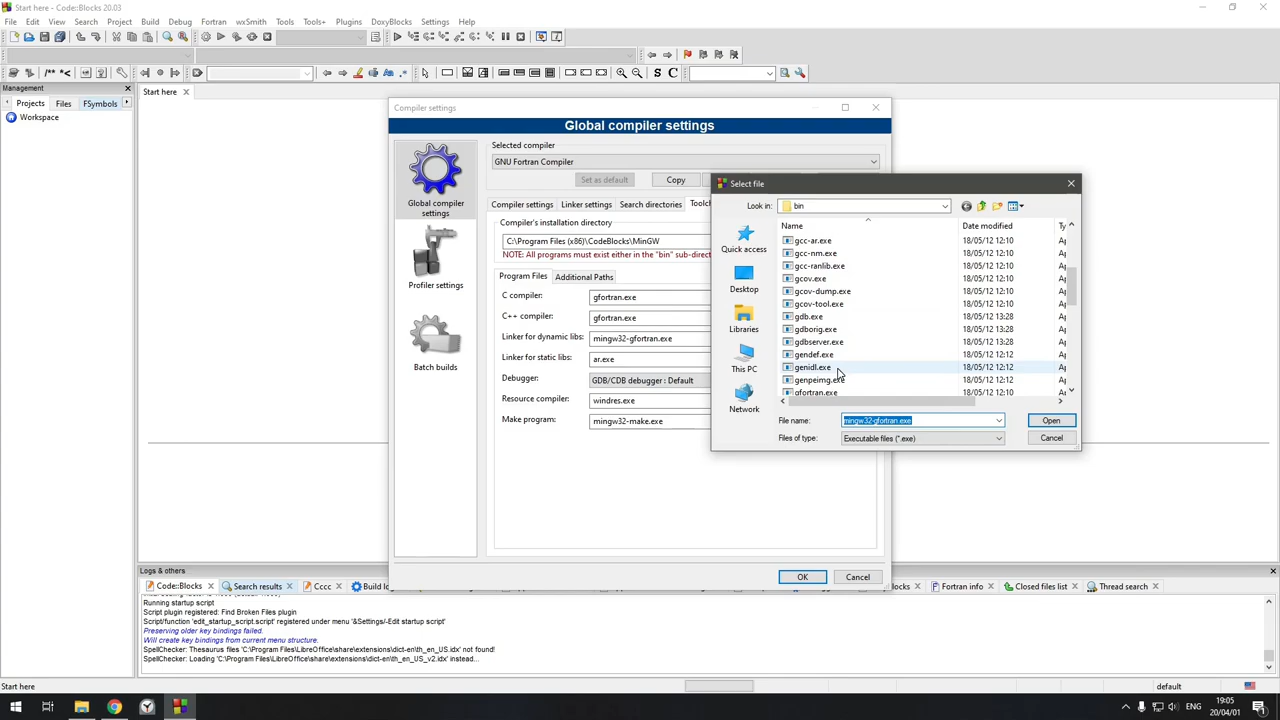 Start here - Code::Blocks 20.03
File Edit View Search Project Build Debug Fortran wxSmith Tools Tools+ Plugins DoxyBlocks Settings Help
/** *<
S C
Management
Projects Files FSymbols
Workspace
Start here
Compiler settings
Global compiler settings
Global compiler settings
Profiler settings
Batch builds
Selected compiler
GNU Fortran Compiler
Set as default Copy
Compiler settings Linker settings Search directories Toolch
Compiler's installation directory
C:\Program Files (x86)\CodeBlocks\MinGW
NOTE: All programs must exist either in the "bin" sub-direct
Program Files Additional Paths
C compiler: gfortran.exe
C++ compiler: gfortran.exe
Linker for dynamic libs: mingw32-gfortran.exe
Linker for static libs: ar.exe
Debugger: GDB/CDB debugger : Default
Resource compiler: windres.exe
Make program: mingw32-make.exe
OK Cancel
Select file
Look in: bin
Quick access
Desktop
Libraries
This PC
Network
Name Date modified Ty
gcc-ar.exe 18/05/12 12:10 Ap
gcc-nm.exe 18/05/12 12:10 Ap
gcc-ranlib.exe 18/05/12 12:10 Ap
gcov.exe 18/05/12 12:10 Ap
gcov-dump.exe 18/05/12 12:10 Ap
gcov-tool.exe 18/05/12 12:10 Ap
gdb.exe 18/05/12 13:28 Ap
gdborig.exe 18/05/12 13:28 Ap
gdbserver.exe 18/05/12 13:28 Ap
gendef.exe 18/05/12 12:12 Ap
genidl.exe 18/05/12 12:12 Ap
genpeimg.exe 18/05/12 12:12 Ap
gfortran.exe 18/05/12 12:10 Ap
File name: mingw32-gfortran.exe Open
Files of type: Executable files (*.exe) Cancel
Logs & others
Code::Blocks Search results Cccc Build lo locks Fortran info Closed files list Thread search
Running startup script
Script plugin registered: Find Broken Files plugin
Script/function 'edit_startup_script.script' registered under menu '&Settings/-Edit startup script'
Preserving older key bindings failed.
Will create key bindings from current menu structure.
SpellChecker: Thesaurus files 'C:\Program Files\LibreOffice\share\extensions\dict-en\th_en_US.idx' not found!
SpellChecker: Loading 'C:\Program Files\LibreOffice\share\extensions\dict-en\th_en_US_v2.idx' instead...
Start here default
ENG 19:05
20/04/01